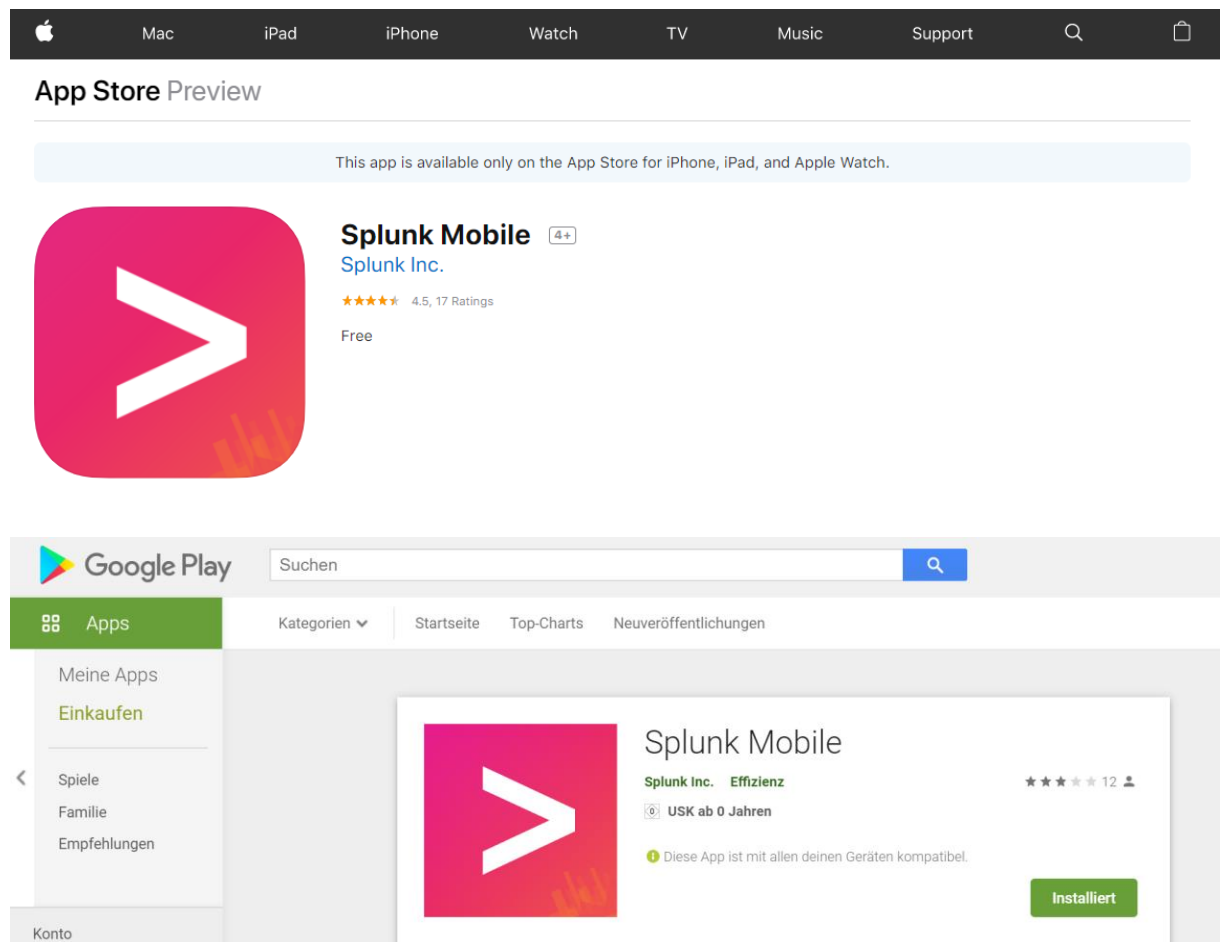 Mac iPad iPhone Watch TV Music Support
App Store Preview
This app is available only on the App Store for iPhone, iPad, and Apple Watch.
Splunk Mobile 4+
Splunk Inc.
4.5, 17 Ratings
Free
Google Play Suchen
Apps Kategorien Startseite Top-Charts Neuveröffentlichungen
Meine Apps
Einkaufen
Spiele
Familie
Empfehlungen
Konto
Splunk Mobile
Splunk Inc. Effizienz 12
0 USK ab 0 Jahren
Diese App ist mit allen deinen Geräten kompatibel.
Installiert